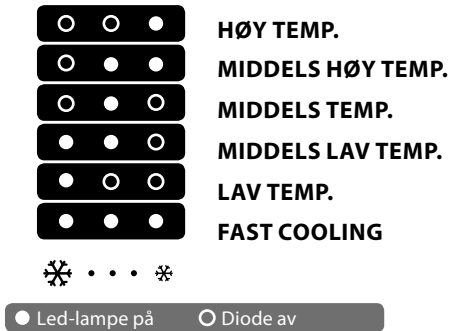 HØY TEMP.
MIDDELS HØY TEMP.
MIDDELS TEMP.
MIDDELS LAV TEMP.
LAV TEMP.
FAST COOLING
Led-lampe på Diode av